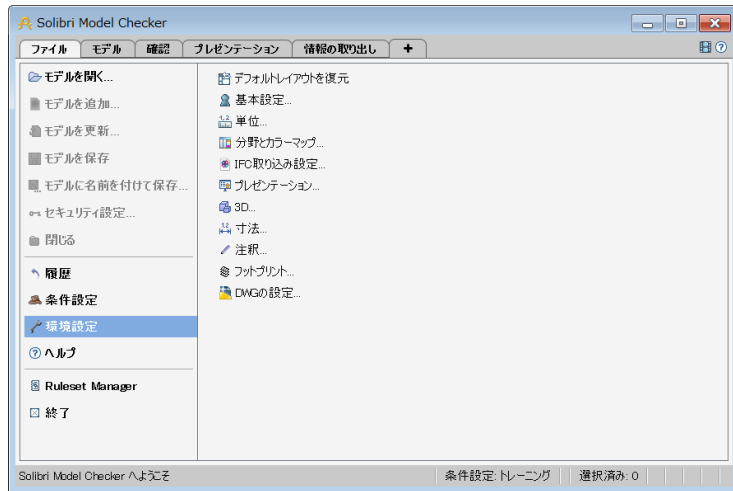 Solibri Model Checker
ファイル モデル 確認 プレゼンテーション 情報の取り出し +
モデルを開く...
モデルを追加...
モデルを更新...
モデルを保存
モデルに名前を付けて保存...
セキュリティ設定...
閉じる
履歴
条件設定
環境設定
ヘルプ
Ruleset Manager
終了
デフォルトレイアウトを復元
基本設定...
単位...
分野とカラーマップ...
IFC取り込み設定...
プレゼンテーション...
3D...
寸法...
注釈...
フットプリント...
DWGの設定...
Solibri Model Checker へようこそ
条件設定: トレーニング
選択済み: 0